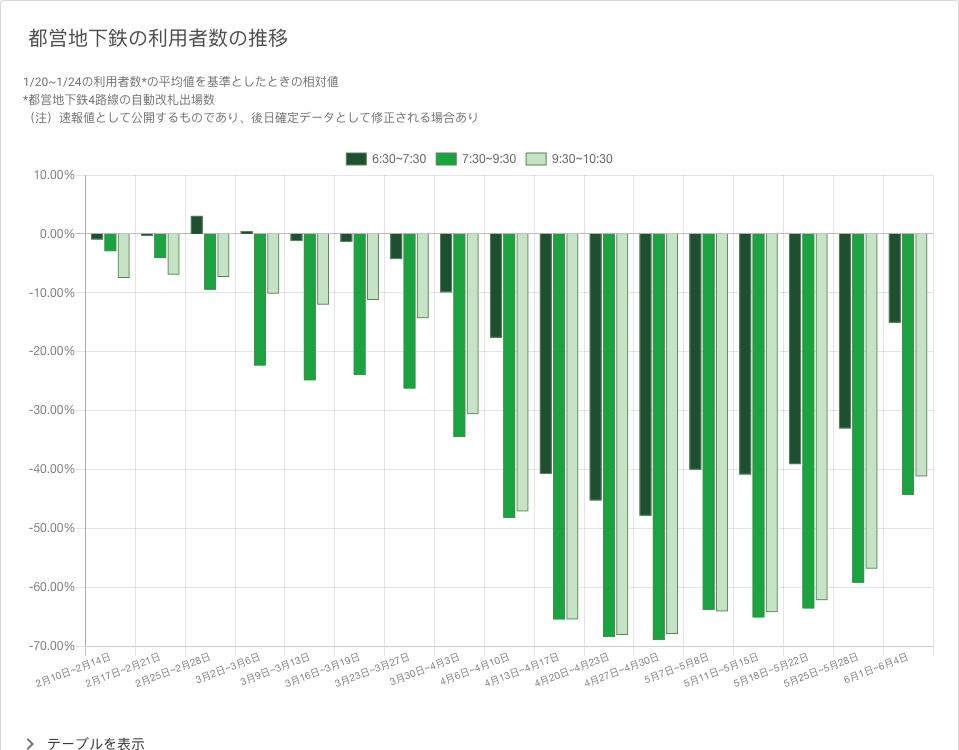 都営地下鉄の利用者数の推移
1/20~1/24の利用者数*の平均値を基準としたときの相対値
*都営地下鉄4路線の自動改札出場数
（注）速報値として公開するものであり、後日確定データとして修正される場合あり
6:30~7:30 7:30~9:30 9:30~10:30
10.00%
0.00%
-10.00%
-20.00%
-30.00%
-40.00%
-50.00%
-60.00%
-70.00%
2月10日~2月14日
2月17日~2月21日
2月25日~2月28日
3月2日~3月6日
3月9日~3月13日
3月16日~3月19日
3月23日~3月27日
3月30日~4月3日
4月6日~4月10日
4月13日~4月17日
4月20日~4月23日
4月27日~4月30日
5月7日~5月8日
5月11日~5月15日
5月18日~5月22日
5月25日~5月28日
6月1日~6月4日
テーブルを表示